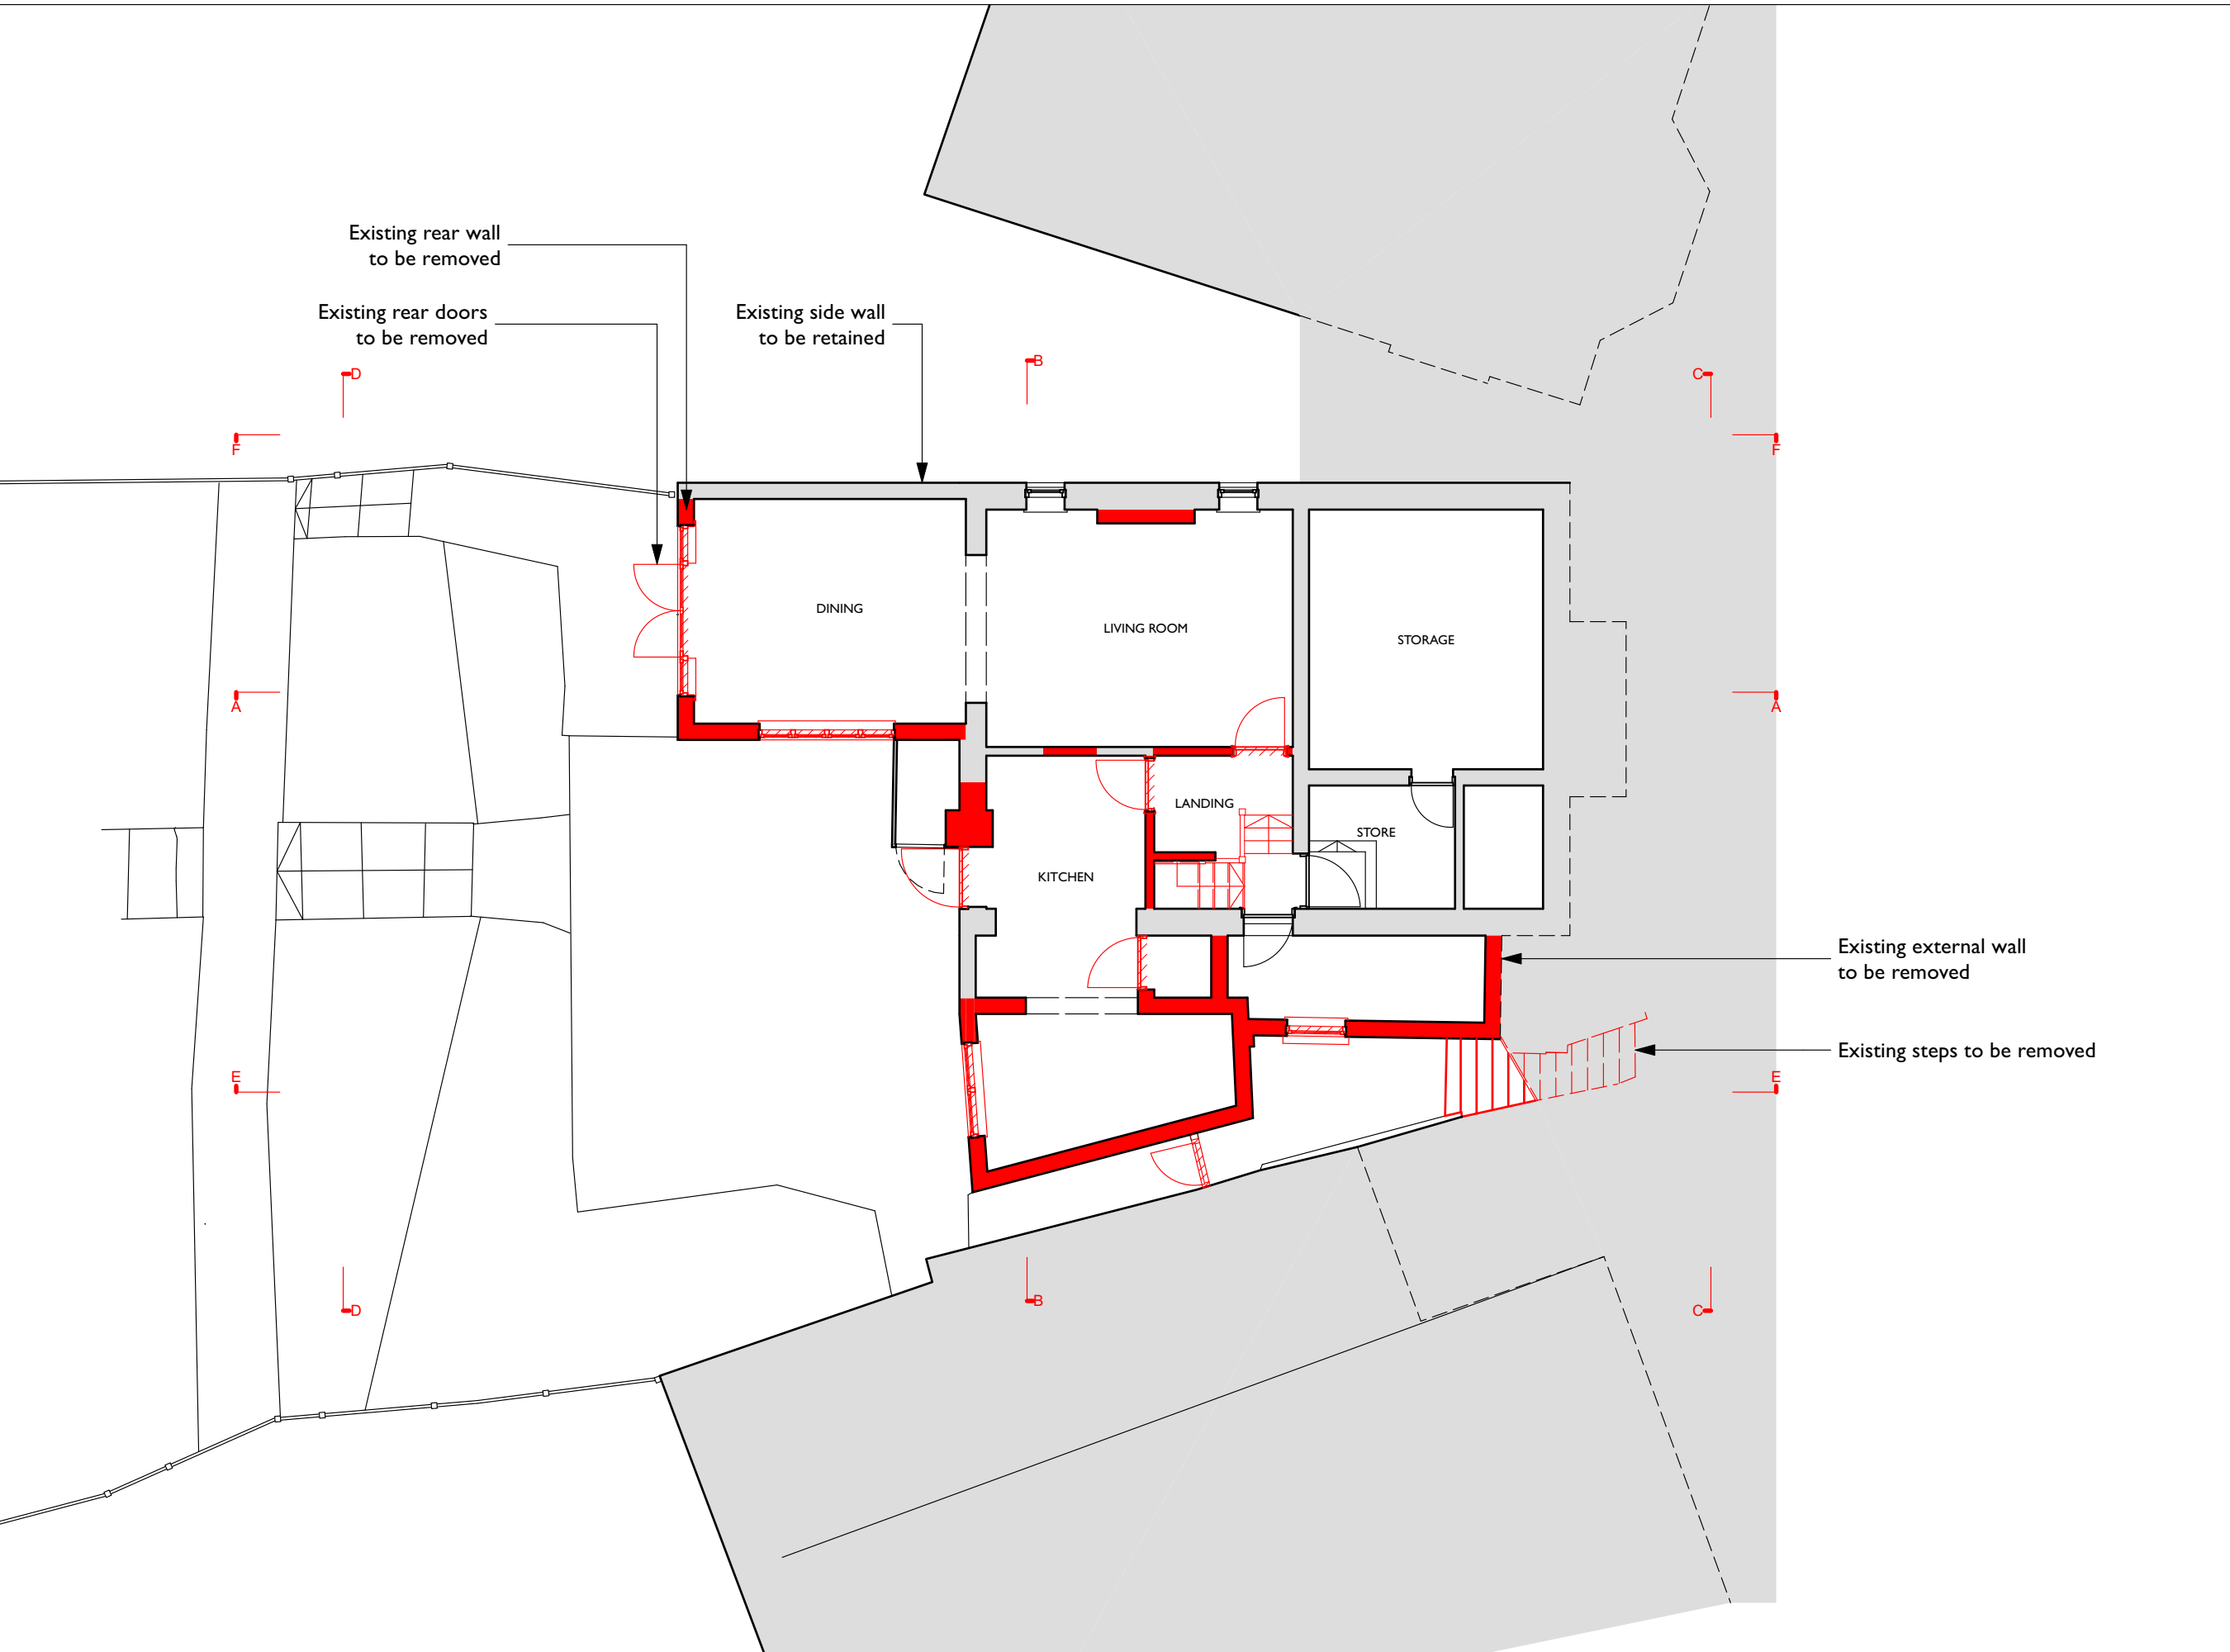 Existing rear wall
to be removed
Existing rear doors
to be removed
Existing side wall
to be retained
B
D
C
F
F
DINING
LIVING ROOM
STORAGE
A
A
LANDING
STORE
KITCHEN
Existing external wall
to be removed
Existing steps to be removed
E
E
B
D
C